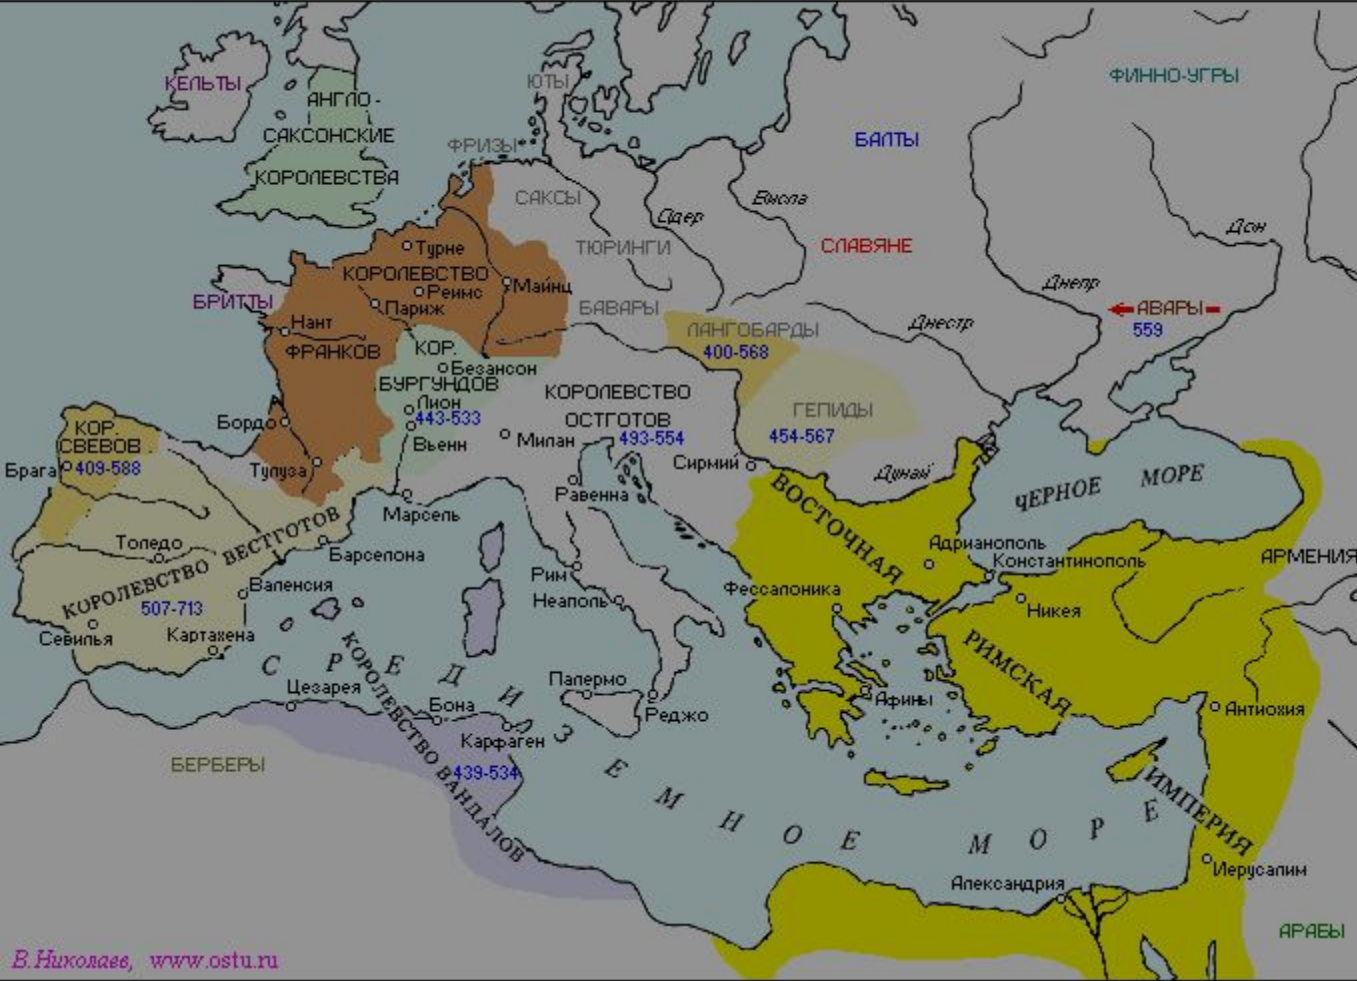 КЕЛЬТЫ
АНГЛО-
САКСОНСКИЕ
КОРОЛЕВСТВА
ЮТЫ
ФРИЗЫ
САКСЫ
ТЮРИНГИ
БАВАРЫ
ФИННО-УГРЫ
БАЛТЫ
Одер
Висла
СЛАВЯНЕ
Дон
Днепр
Днестр
АВАРЫ
559
БРИТТЫ
Турне
КОРОЛЕВСТВО
Реймс
Майнц
Париж
Нант
ФРАНКОВ
КОР.
Безансон
БУРГУНДОВ
Лион
443-533
Вьенн
Бордо
Тулуза
ЛАНГОБАРДЫ
400-568
ГЕПИДЫ
454-567
КОРОЛЕВСТВО
ОСТГОТОВ
493-554
Милан
Сирмий
Равенна
Дунай
КОР.
СВЕВОВ
Брага
409-588
Толедо
КОРОЛЕВСТВО ВЕСТГОТОВ
507-713
Севилья
Картахена
Валенсия
Барселона
Марсель
Рим
Неаполь
Палермо
Реджо
ЧЕРНОЕ МОРЕ
ВОСТОЧНАЯ
РИМСКАЯ
ИМПЕРИЯ
Адрианополь
Константинополь
Фессалоника
Никея
Афины
АРМЕНИЯ
Антиохия
СРЕДИЗЕМНОЕ МОРЕ
Цезарея
Бона
Карфаген
КОРОЛЕВСТВО ВАНДАЛОВ
439-534
БЕРБЕРЫ
Александрия
Иерусалим
АРАБЫ
В.Николаев, www.ostu.ru